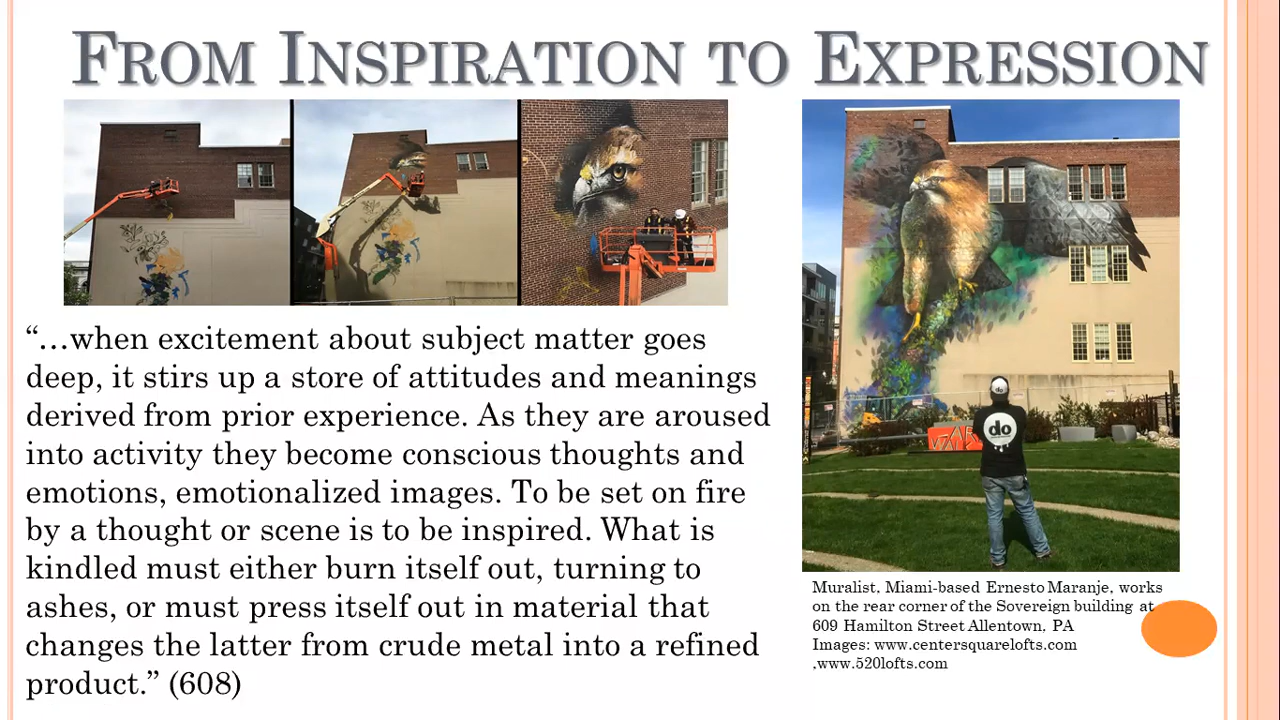 FROM INSPIRATION TO EXPRESSION
“…when excitement about subject matter goes
deep, it stirs up a store of attitudes and meanings
derived from prior experience. As they are aroused
into activity they become conscious thoughts and
emotions, emotionalized images. To be set on fire
by a thought or scene is to be inspired. What is
kindled must either burn itself out, turning to
ashes, or must press itself out in material that
changes the latter from crude metal into a refined
product.” (608)
do
do
Muralist, Miami-based Ernesto Maranje, works
on the rear corner of the Sovereign building at
609 Hamilton Street Allentown, PA
Images: www.centersquarelofts.com
,www.520lofts.com